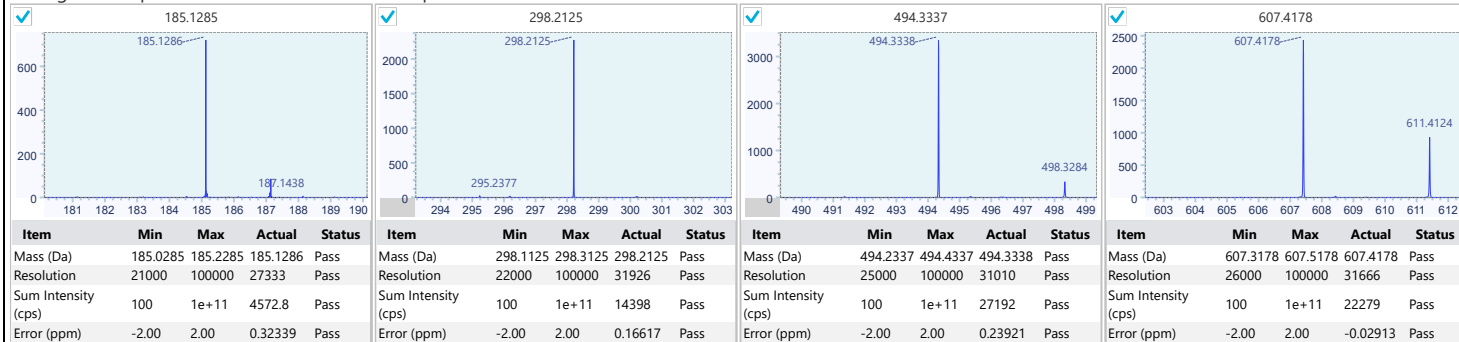 185.1285
185.1286
187.1438
600
400
200
0
181 182 183 184 185 186 187 188 189 190
Item Min Max Actual Status
Mass (Da) 185.0285 185.2285 185.1286 Pass
Resolution 21000 100000 27333 Pass
Sum Intensity (cps) 100 1e+11 4572.8 Pass
Error (ppm) -2.00 2.00 0.32339 Pass
298.2125
298.2125
295.2377
2000
1500
1000
500
0
294 295 296 297 298 299 300 301 302 303
Item Min Max Actual Status
Mass (Da) 298.1125 298.3125 298.2125 Pass
Resolution 22000 100000 31926 Pass
Sum Intensity (cps) 100 1e+11 14398 Pass
Error (ppm) -2.00 2.00 0.16617 Pass
494.3337
494.3338
498.3284
3000
2000
1000
0
490 491 492 493 494 495 496 497 498 499
Item Min Max Actual Status
Mass (Da) 494.2337 494.4337 494.3338 Pass
Resolution 25000 100000 31010 Pass
Sum Intensity (cps) 100 1e+11 27192 Pass
Error (ppm) -2.00 2.00 0.23921 Pass
607.4178
607.4178
611.4124
2500
2000
1500
1000
500
0
603 604 605 606 607 608 609 610 611 612
Item Min Max Actual Status
Mass (Da) 607.3178 607.5178 607.4178 Pass
Resolution 26000 100000 31666 Pass
Sum Intensity (cps) 100 1e+11 22279 Pass
Error (ppm) -2.00 2.00 -0.02913 Pass